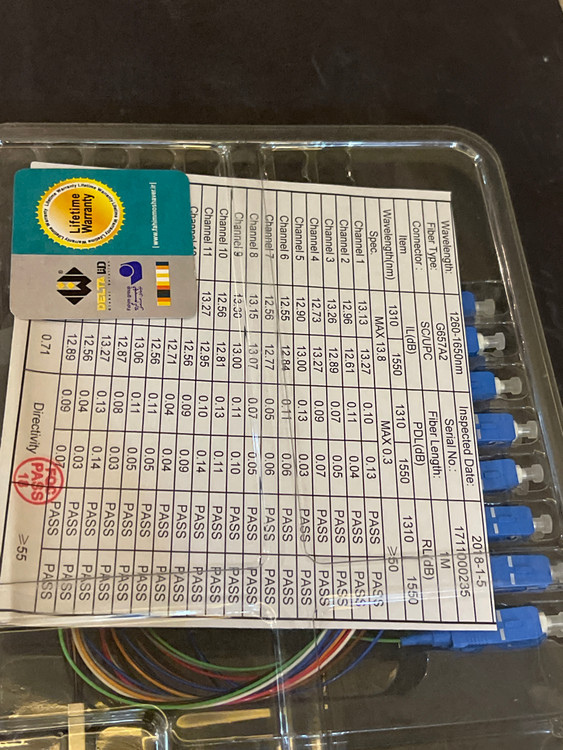 Wavelength: 1260-1650nm Inspected Date: 2018-1-5
Fiber Type: G657A2 Serial No.: 1711000235
Connector: SC/UPC Fiber Length: 1M
Item IL(dB) PDL(dB) RL(dB)
Wavelength(nm) 1310 1550 1310 1550 1310 1550
Spec. MAX 13.8 MAX 0.3 ≥50
Channel 1 13.13 13.27 0.10 0.13 PASS PASS
Channel 2 12.96 12.61 0.11 0.04 PASS PASS
Channel 3 13.26 12.89 0.07 0.05 PASS PASS
Channel 4 12.73 13.27 0.09 0.07 PASS PASS
Channel 5 12.90 13.00 0.13 0.03 PASS PASS
Channel 6 12.55 12.84 0.11 0.06 PASS PASS
Channel 7 12.56 12.77 0.05 0.06 PASS PASS
Channel 8 13.15 13.07 0.07 0.05 PASS PASS
Channel 9 13.30 13.00 0.11 0.10 PASS PASS
Channel 10 12.56 12.81 0.13 0.11 PASS PASS
Channel 11 13.27 12.95 0.10 0.14 PASS PASS
12.56 0.09 0.09 PASS PASS
12.71 0.04 0.04 PASS PASS
12.56 0.11 0.05 PASS PASS
13.06 0.11 0.05 PASS PASS
12.87 0.08 0.03 PASS PASS
13.27 0.13 0.14 PASS PASS
12.56 0.04 0.03 PASS PASS
12.89 0.09 0.07 PASS PASS
0.71 Directivity ≥55
PASS
Lifetime
Warranty